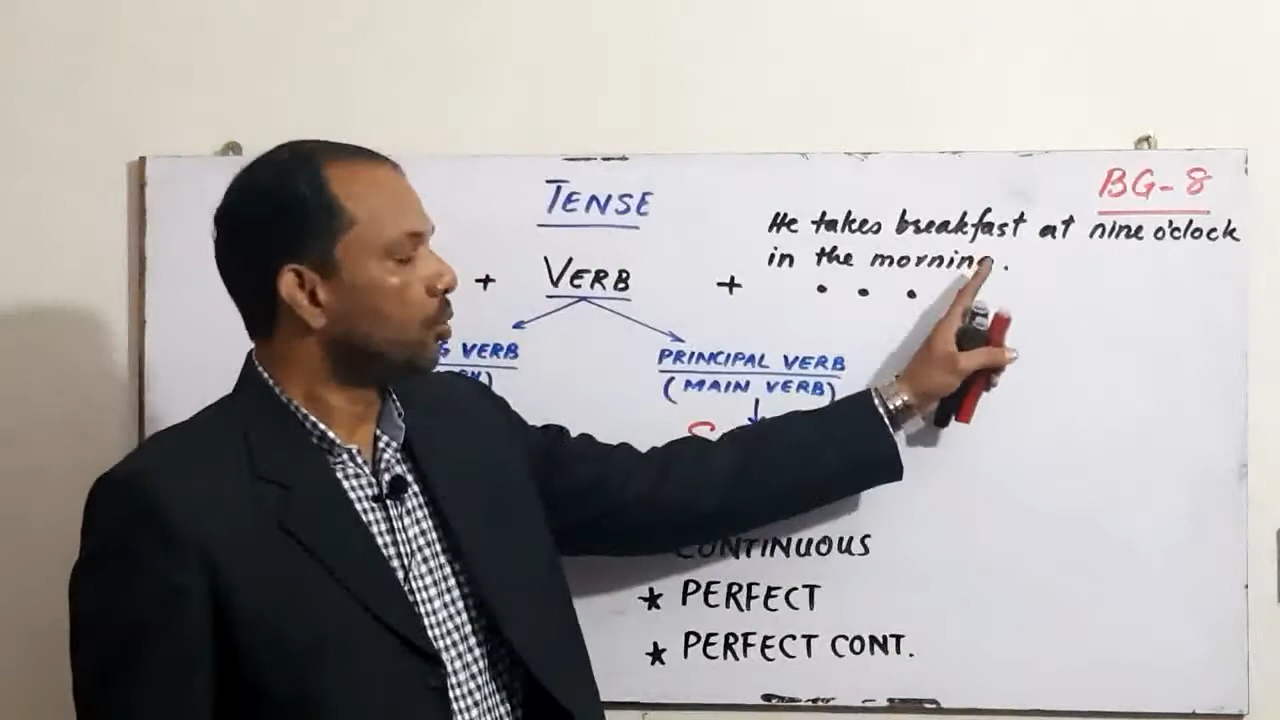 BG-8
TENSE
He takes breakfast at nine o'clock
in the morning.
+ VERB + . . .
VERB
PRINCIPAL VERB
(MAIN VERB)
CONTINUOUS
★ PERFECT
★ PERFECT CONT.